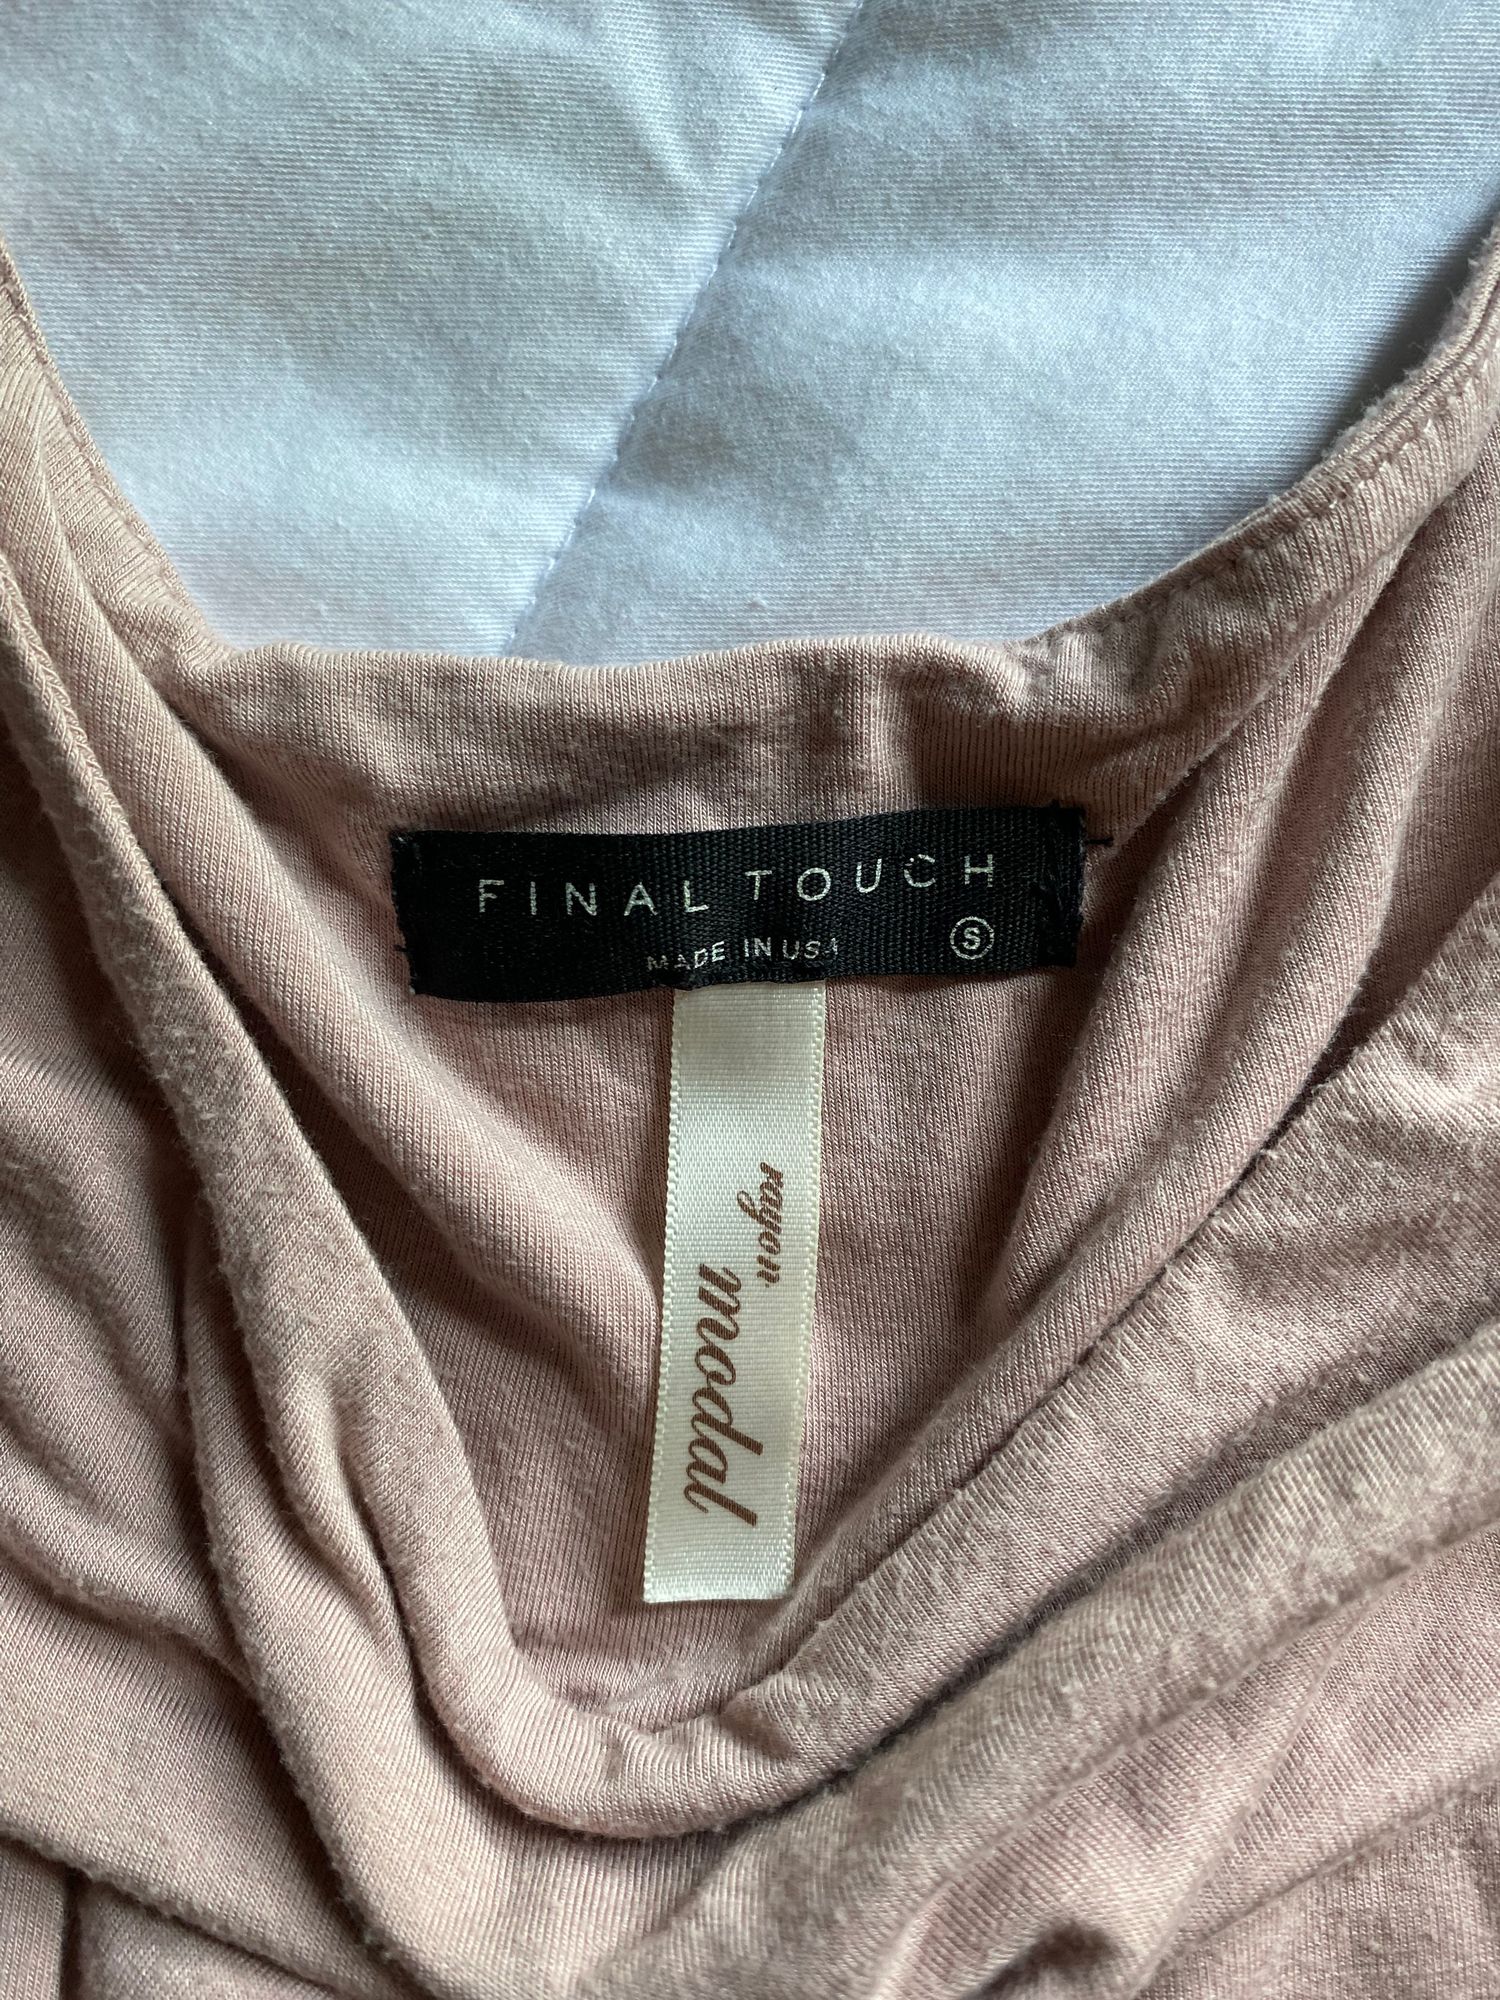 FINAL TOUCH
MADE IN USA
S
rayon
modal